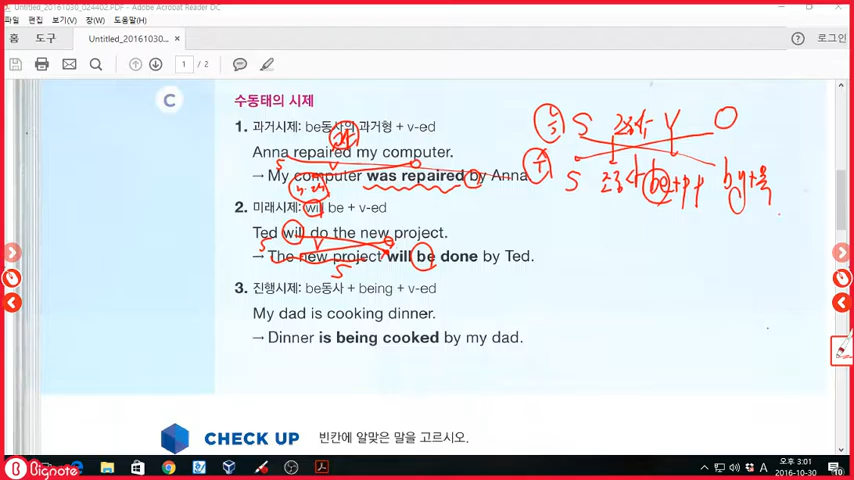 Untitled_20161030_024402.PDF - Adobe Acrobat Reader DC
파일 편집 보기(V) 창(W) 도움말(H)
홈 도구 Untitled_20161030... × 로그인
1 / 2
C 수동태의 시제
1. 과거시제: be동사의 과거형 + v-ed
Anna repaired my computer.
→ My computer was repaired by Anna.
2. 미래시제: will be + v-ed
Ted will do the new project.
→ The new project will be done by Ted.
3. 진행시제: be동사 + being + v-ed
My dad is cooking dinner.
→ Dinner is being cooked by my dad.
S V O
S be+pp by+목
S V
S V
S
CHECK UP 빈칸에 알맞은 말을 고르시오.
Bignote
A 오후 3:01
2016-10-30
10